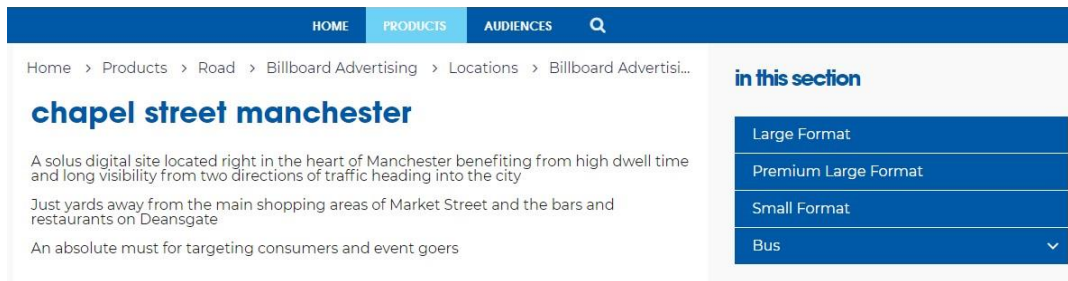 HOME PRODUCTS AUDIENCES
Home > Products > Road > Billboard Advertising > Locations > Billboard Advertisi...
chapel street manchester
A solus digital site located right in the heart of Manchester benefiting from high dwell time
and long visibility from two directions of traffic heading into the city
Just yards away from the main shopping areas of Market Street and the bars and
restaurants on Deansgate
An absolute must for targeting consumers and event goers
in this section
Large Format
Premium Large Format
Small Format
Bus